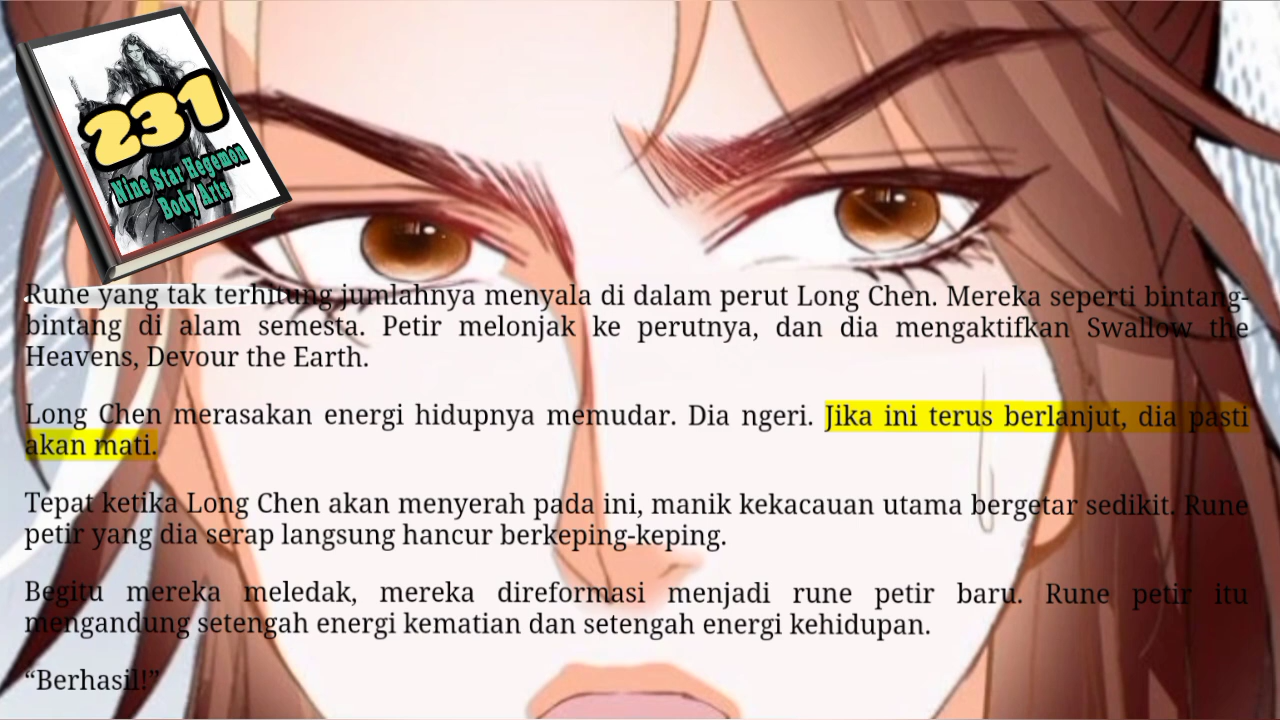 231
Nine Star Hegemon
Body Arts
Rune yang tak terhitung jumlahnya menyala di dalam perut Long Chen. Mereka seperti bintang-
bintang di alam semesta. Petir melonjak ke perutnya, dan dia mengaktifkan Swallow the
Heavens, Devour the Earth.
Long Chen merasakan energi hidupnya memudar. Dia ngeri. Jika ini terus berlanjut, dia pasti
akan mati.
Tepat ketika Long Chen akan menyerah pada ini, manik kekacauan utama bergetar sedikit. Rune
petir yang dia serap langsung hancur berkeping-keping.
Begitu mereka meledak, mereka direformasi menjadi rune petir baru. Rune petir itu
mengandung setengah energi kematian dan setengah energi kehidupan.
“Berhasil!”